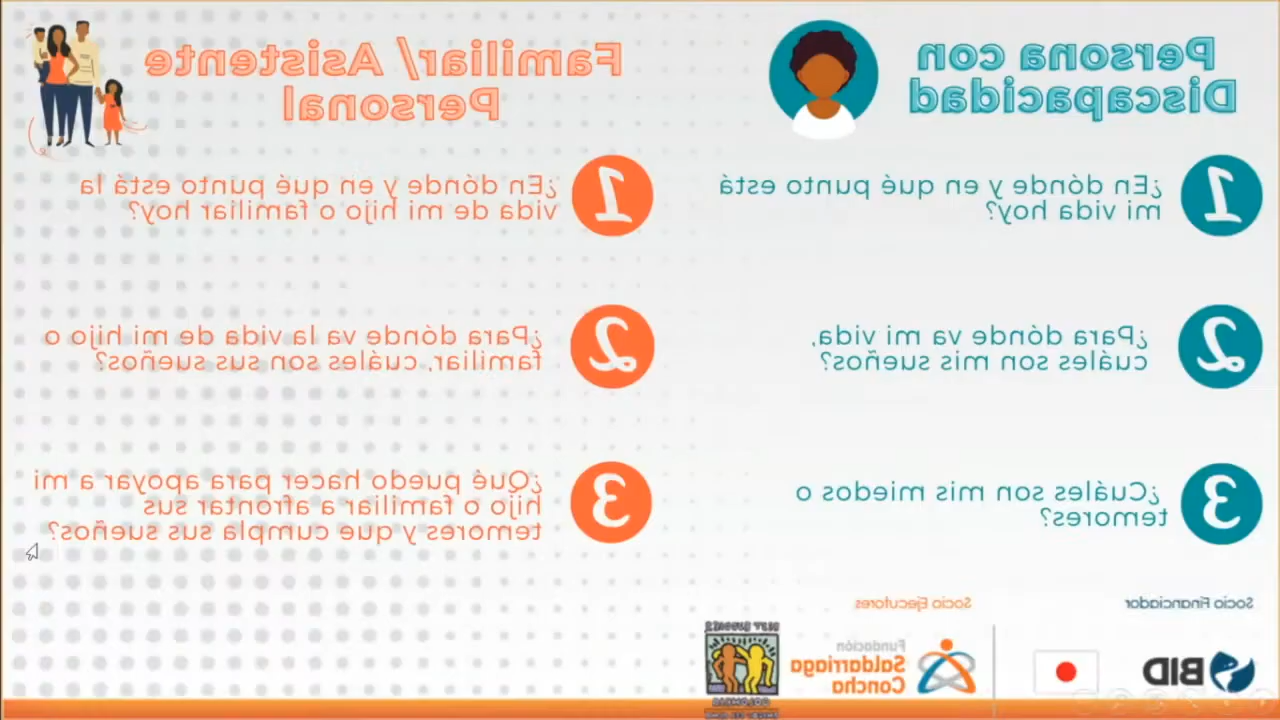 Persona con
Discapacidad
1
¿En dónde y en qué punto está
mi vida hoy?
2
¿Para dónde va mi vida,
cuáles son mis sueños?
3
¿Cuáles son mis miedos o
temores?
Familiar/ Asistente
Personal
1
¿En dónde y en qué punto está la
vida de mi hijo o familiar hoy?
2
¿Para dónde va la vida de mi hijo o
familiar, cuáles son sus sueños?
3
¿Qué puedo hacer para apoyar a mi
hijo o familiar a afrontar sus
temores y que cumpla sus sueños?
Socio Financiador
BID
Socio Ejecutores
Fundación
Saldarriaga
Concha
BEST BUDDIES
COLOMBIA